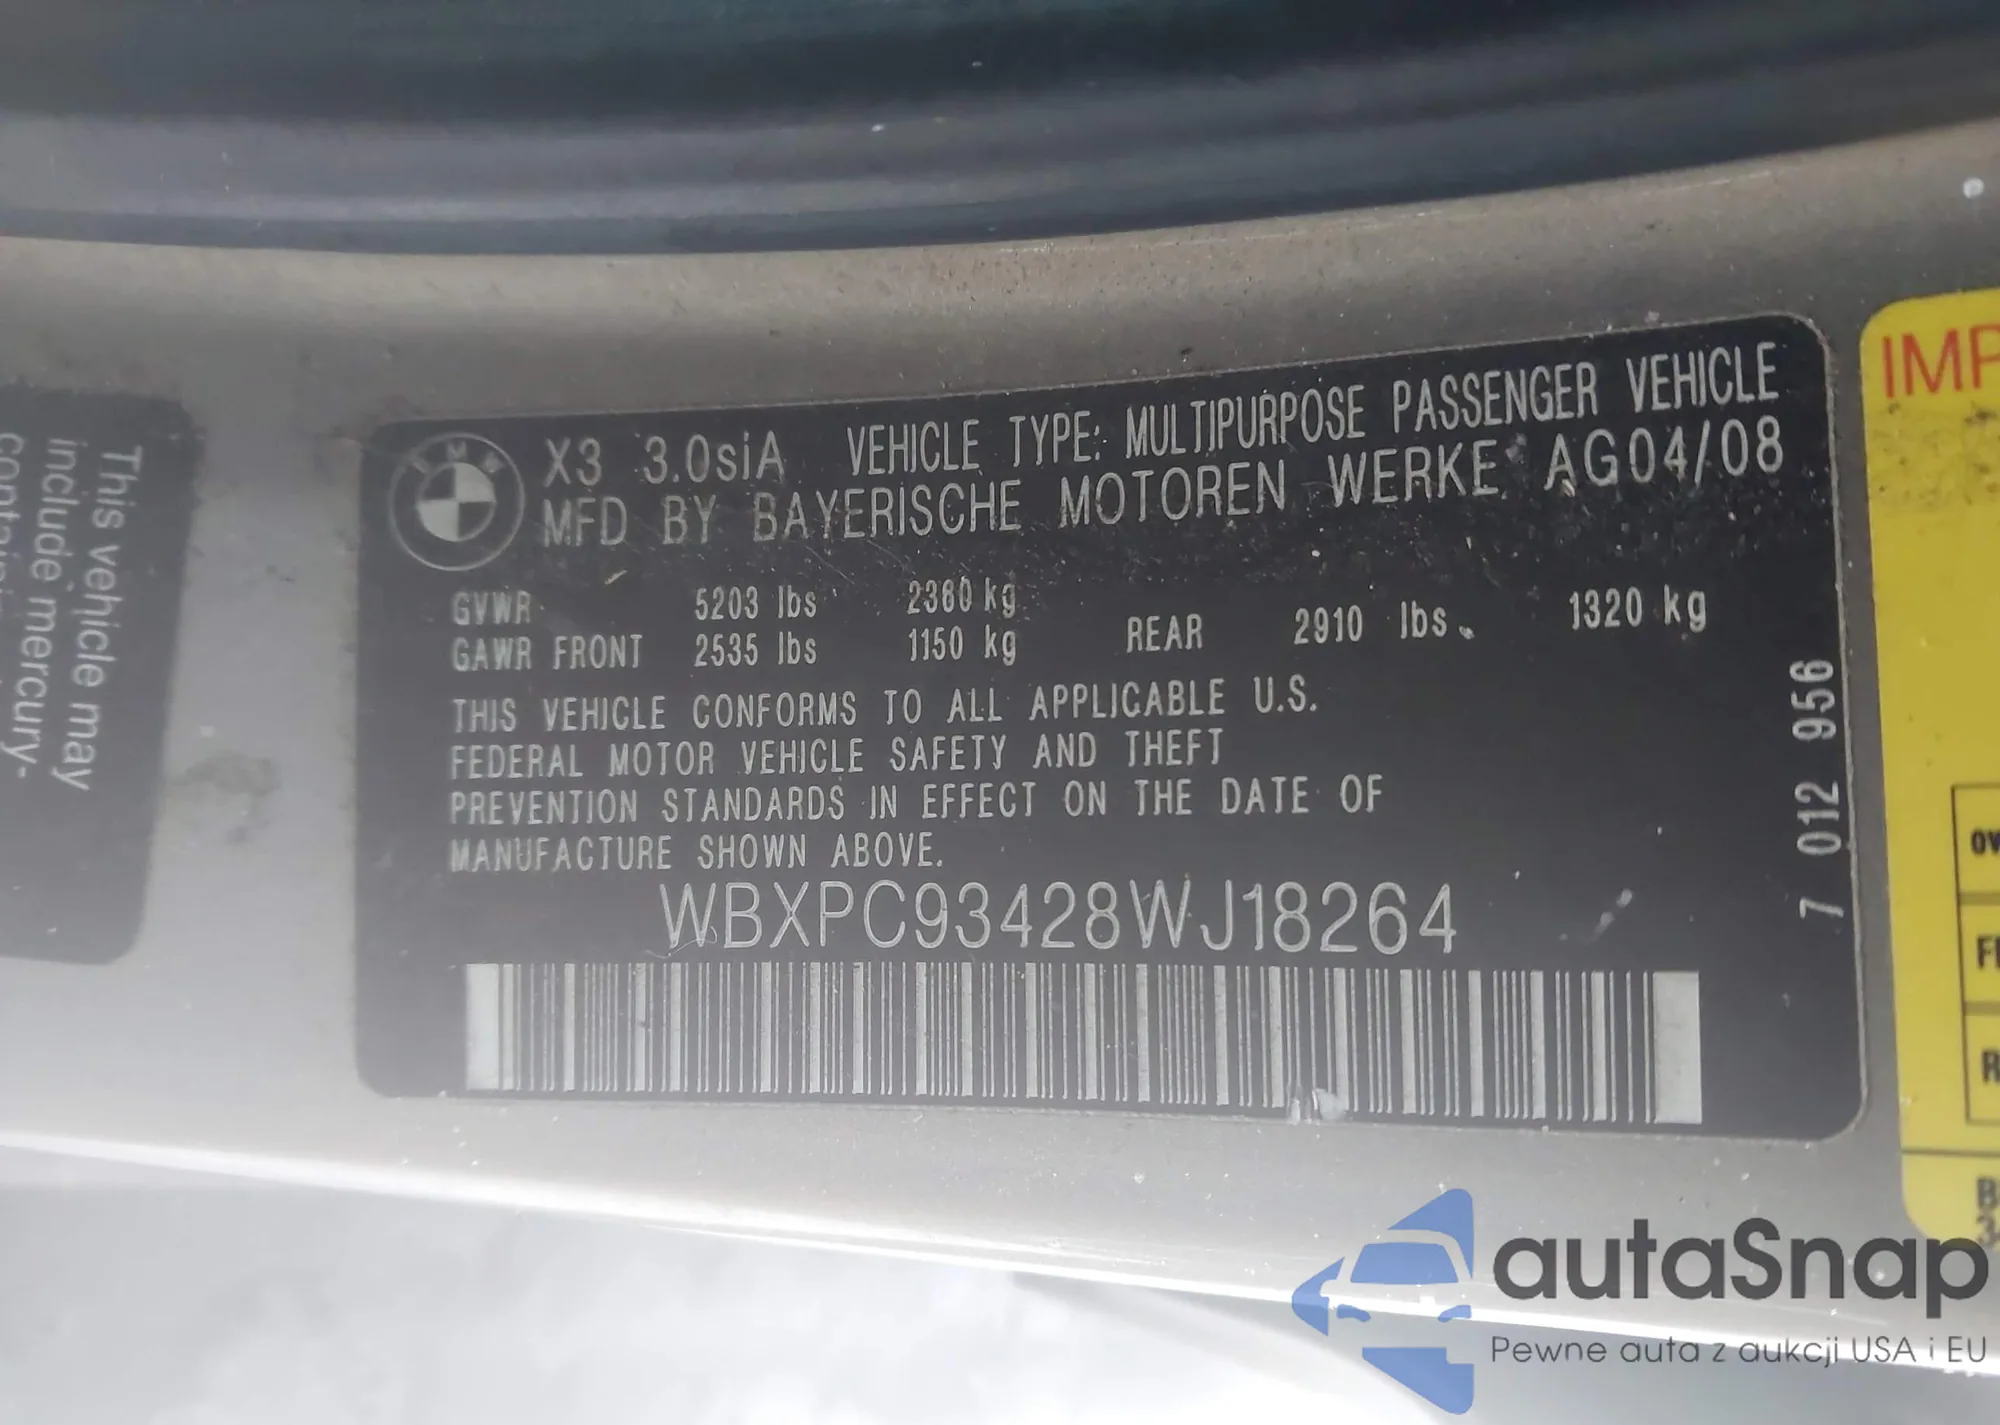 This vehicle may
include mercury-
BMW
X3 3.0siA VEHICLE TYPE: MULTIPURPOSE PASSENGER VEHICLE
MFD BY BAYERISCHE MOTOREN WERKE AG04/08
GVWR 5203 lbs 2360 kg
GAWR FRONT 2535 lbs 1150 kg REAR 2910 lbs. 1320 kg
THIS VEHICLE CONFORMS TO ALL APPLICABLE U.S.
FEDERAL MOTOR VEHICLE SAFETY AND THEFT
PREVENTION STANDARDS IN EFFECT ON THE DATE OF
MANUFACTURE SHOWN ABOVE.
WBXPC93428WJ18264
7 012 956
IMP
autaSnap
Pewne auta z aukcji USA i EU